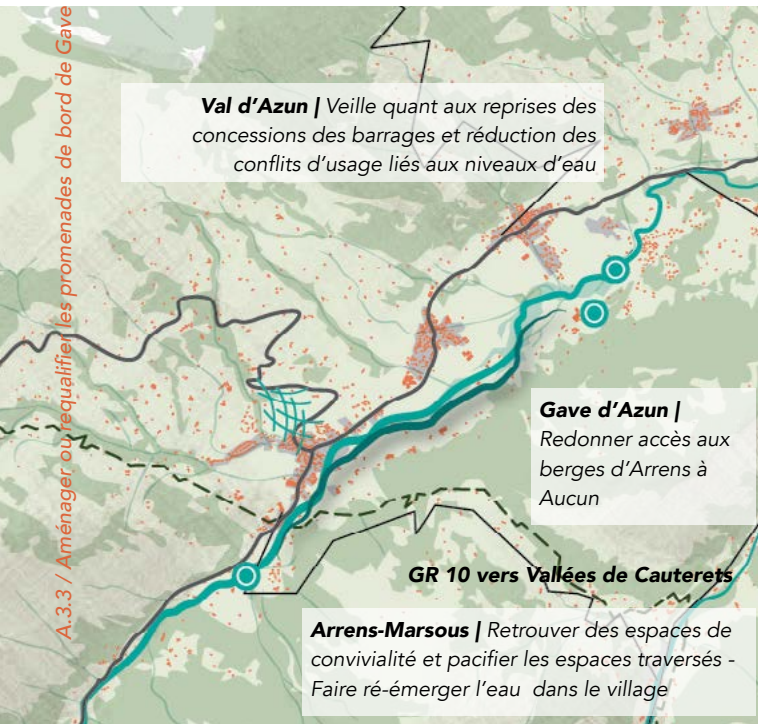 A.3.3 / Aménager ou requalifier les promenades de bord de Gave
Val d'Azun | Veille quant aux reprises des
concessions des barrages et réduction des
conflits d'usage liés aux niveaux d'eau
Gave d'Azun |
Redonner accès aux
berges d'Arrens à
Aucun
GR 10 vers Vallées de Cauterets
Arrens-Marsous | Retrouver des espaces de
convivialité et pacifier les espaces traversés -
Faire ré-émerger l'eau dans le village